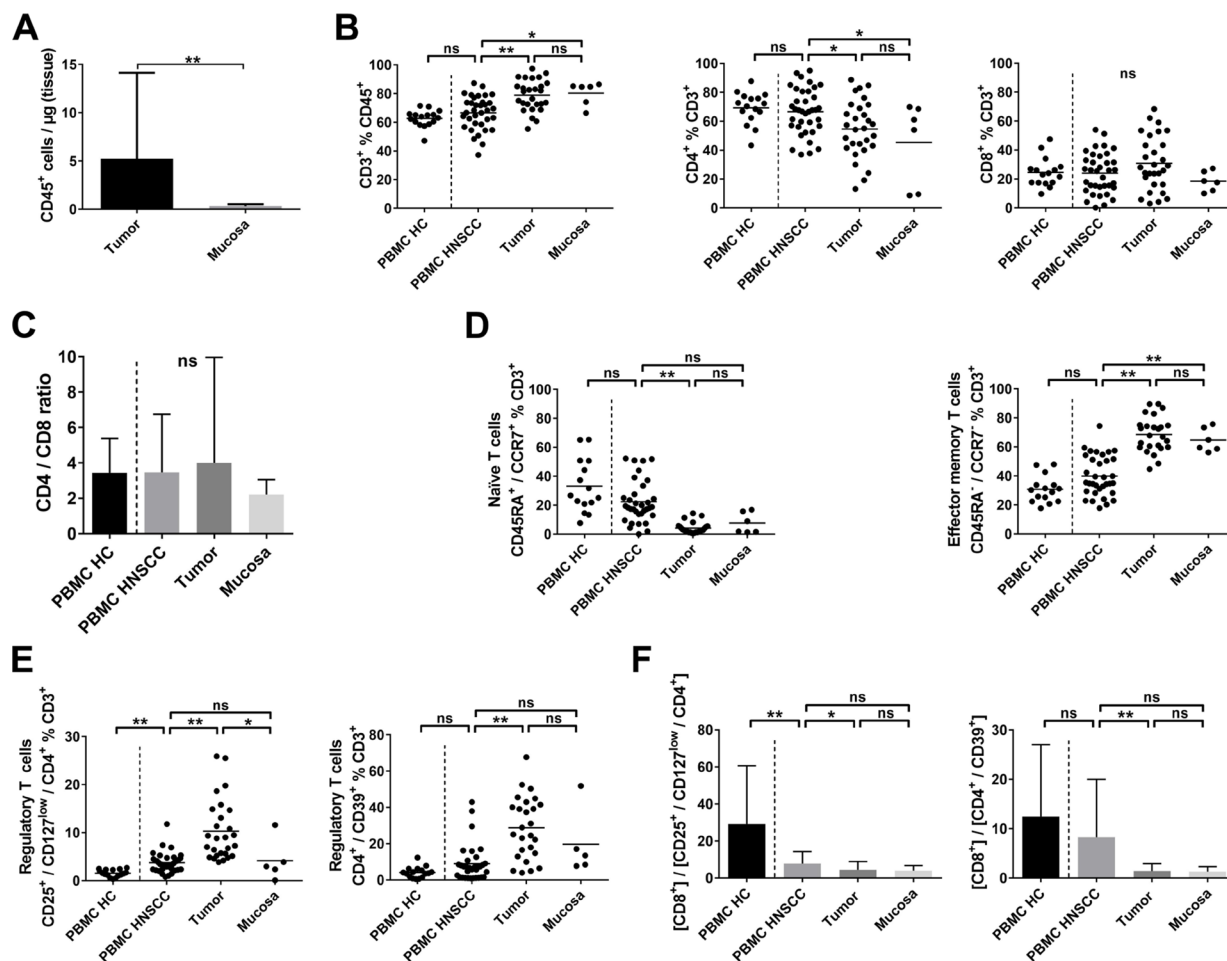 A
CD45⁺ cells / µg (tissue)
15
10
5
0
**
Tumor
Mucosa
B
CD3⁺ % CD45⁺
100
80
60
40
20
0
ns
**
ns
*
PBMC HC
PBMC HNSCC
Tumor
Mucosa
CD4⁺ % CD3⁺
100
80
60
40
20
0
ns
*
ns
*
PBMC HC
PBMC HNSCC
Tumor
Mucosa
CD8⁺ % CD3⁺
100
80
60
40
20
0
ns
PBMC HC
PBMC HNSCC
Tumor
Mucosa
C
CD4 / CD8 ratio
10
8
6
4
2
0
ns
PBMC HC
PBMC HNSCC
Tumor
Mucosa
D
Naïve T cells
CD45RA⁺ / CCR7⁺ % CD3⁺
100
80
60
40
20
0
ns
**
ns
ns
PBMC HC
PBMC HNSCC
Tumor
Mucosa
Effector memory T cells
CD45RA⁻ / CCR7⁻ % CD3⁺
100
80
60
40
20
0
ns
**
ns
**
PBMC HC
PBMC HNSCC
Tumor
Mucosa
E
Regulatory T cells
CD25⁺ / CD127ˡᵒʷ / CD4⁺ % CD3⁺
30
20
10
0
**
**
*
ns
PBMC HC
PBMC HNSCC
Tumor
Mucosa
Regulatory T cells
CD4⁺ / CD39⁺ % CD3⁺
80
60
40
20
0
ns
**
ns
ns
PBMC HC
PBMC HNSCC
Tumor
Mucosa
F
[CD8⁺] / [CD25⁺ / CD127ˡᵒʷ / CD4⁺]
80
60
40
20
0
**
*
ns
ns
PBMC HC
PBMC HNSCC
Tumor
Mucosa
[CD8⁺] / [CD4⁺ / CD39⁺]
30
20
10
0
ns
**
ns
ns
PBMC HC
PBMC HNSCC
Tumor
Mucosa